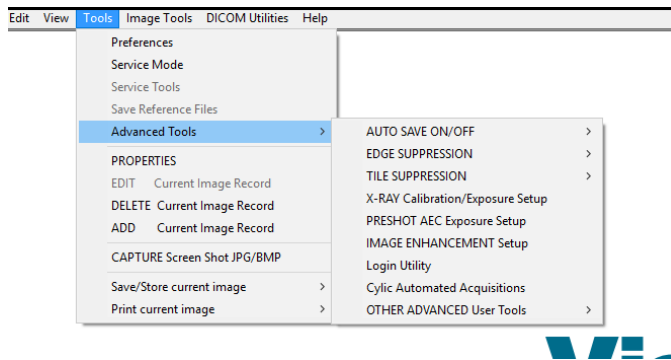 Edit View Tools Image Tools DICOM Utilities Help
Preferences
Service Mode
Service Tools
Save Reference Files
Advanced Tools >
PROPERTIES
EDIT Current Image Record
DELETE Current Image Record
ADD Current Image Record
CAPTURE Screen Shot JPG/BMP
Save/Store current image >
Print current image >
AUTO SAVE ON/OFF >
EDGE SUPPRESSION >
TILE SUPPRESSION >
X-RAY Calibration/Exposure Setup
PRESHOT AEC Exposure Setup
IMAGE ENHANCEMENT Setup
Login Utility
Cylic Automated Acquisitions
OTHER ADVANCED User Tools >